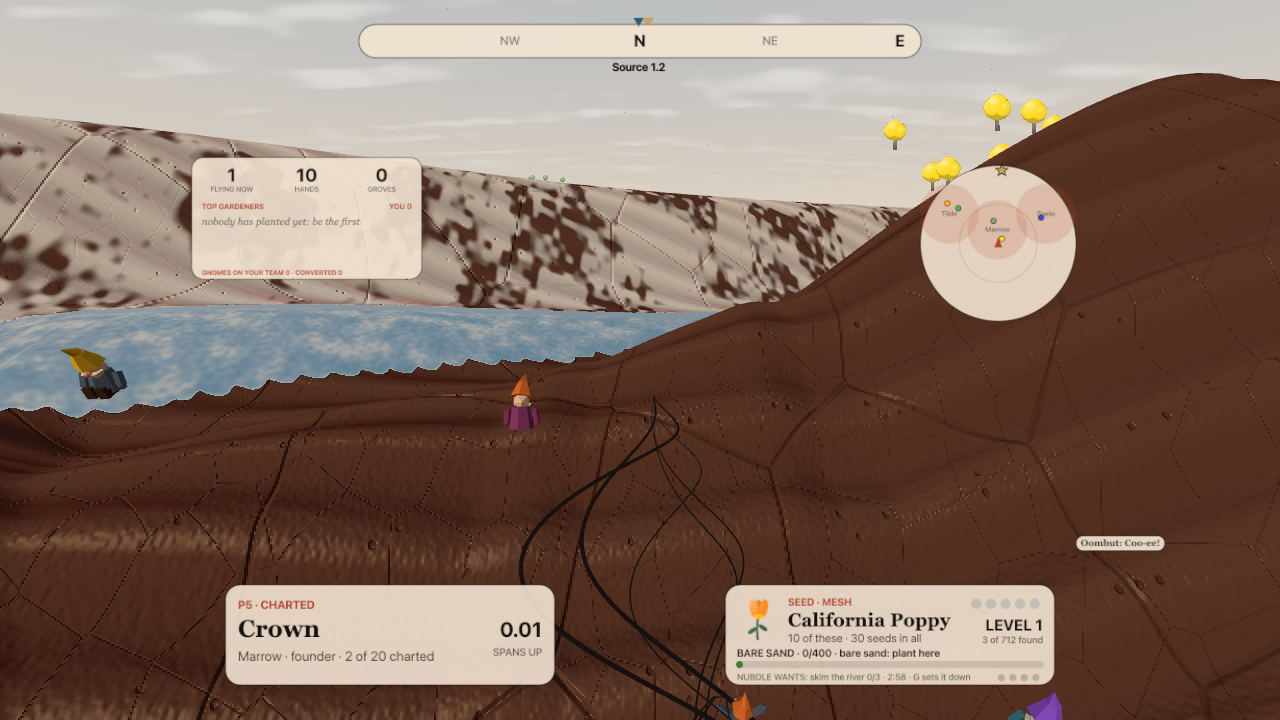 NW N NE E
Source 1.2
1 10 0
FLYING NOW HANDS GROVES
TOP GARDENERS YOU 0
nobody has planted yet: be the first
GNOMES ON YOUR TEAM 0 · CONVERTED 0
Tilde
Marrow
Oombut: Coo-ee!
P5 · CHARTED
Crown
0.01
Marrow · founder · 2 of 20 charted
SPANS UP
SEED · MESH
California Poppy
LEVEL 1
10 of these · 30 seeds in all
3 of 712 found
BARE SAND · 0/400 · bare sand: plant here
NUBDLE WANTS: skim the river 0/3 · 2:58 · G sets it down